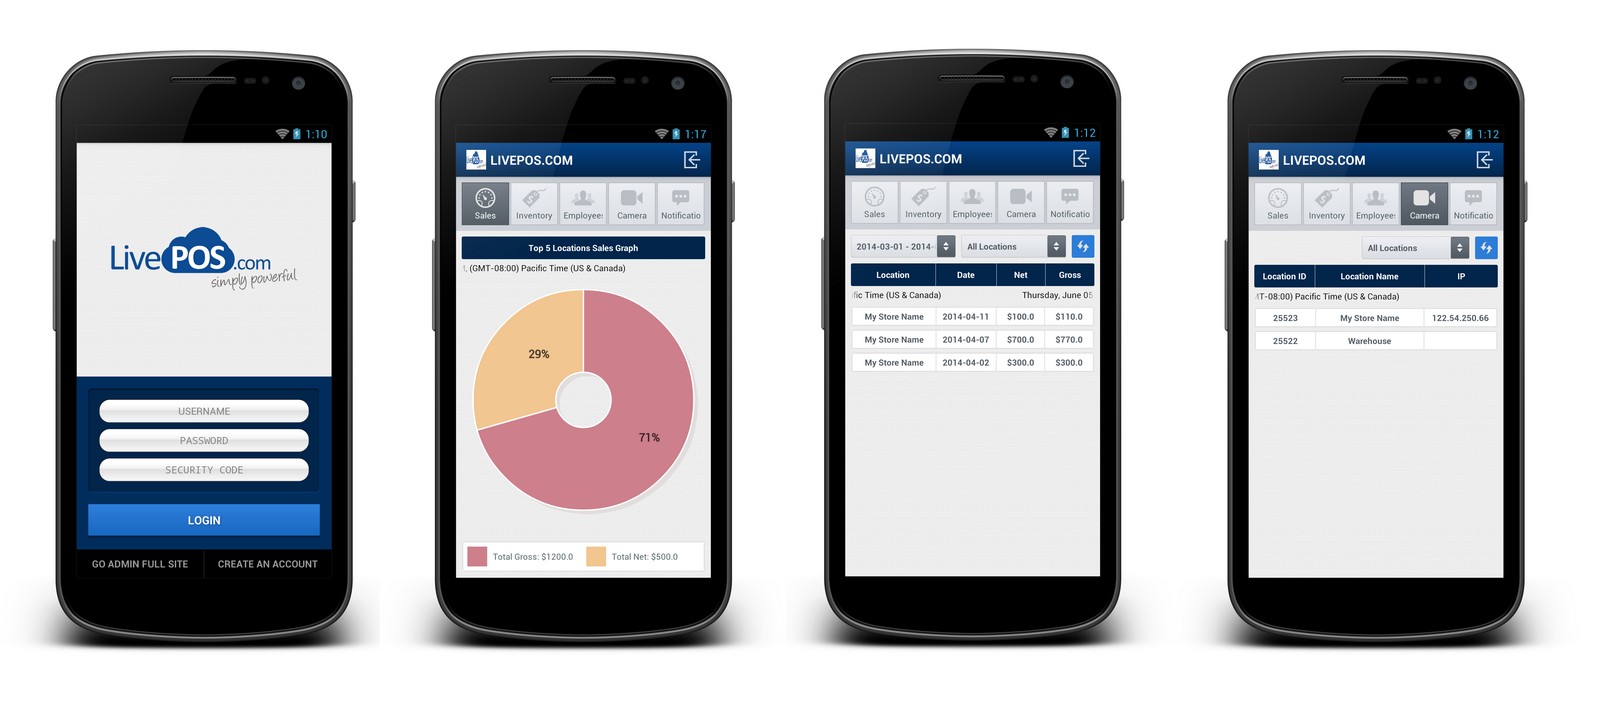 1:10
LivePOS.com
simply powerful
USERNAME
PASSWORD
SECURITY CODE
LOGIN
GO ADMIN FULL SITE CREATE AN ACCOUNT
1:17
LIVEPOS.COM
Sales Inventory Employee Camera Notificatio
Top 5 Locations Sales Graph
(GMT-08:00) Pacific Time (US & Canada)
29%
71%
Total Gross: $1200.0 Total Net: $500.0
1:12
LIVEPOS.COM
Sales Inventory Employee Camera Notificatio
2014-03-01 - 2014- All Locations
Location Date Net Gross
ific Time (US & Canada) Thursday, June 05
My Store Name 2014-04-11 $100.0 $110.0
My Store Name 2014-04-07 $700.0 $770.0
My Store Name 2014-04-02 $300.0 $300.0
1:12
LIVEPOS.COM
Sales Inventory Employee Camera Notificatio
All Locations
Location ID Location Name IP
T-08:00) Pacific Time (US & Canada)
25523 My Store Name 122.54.250.66
25522 Warehouse